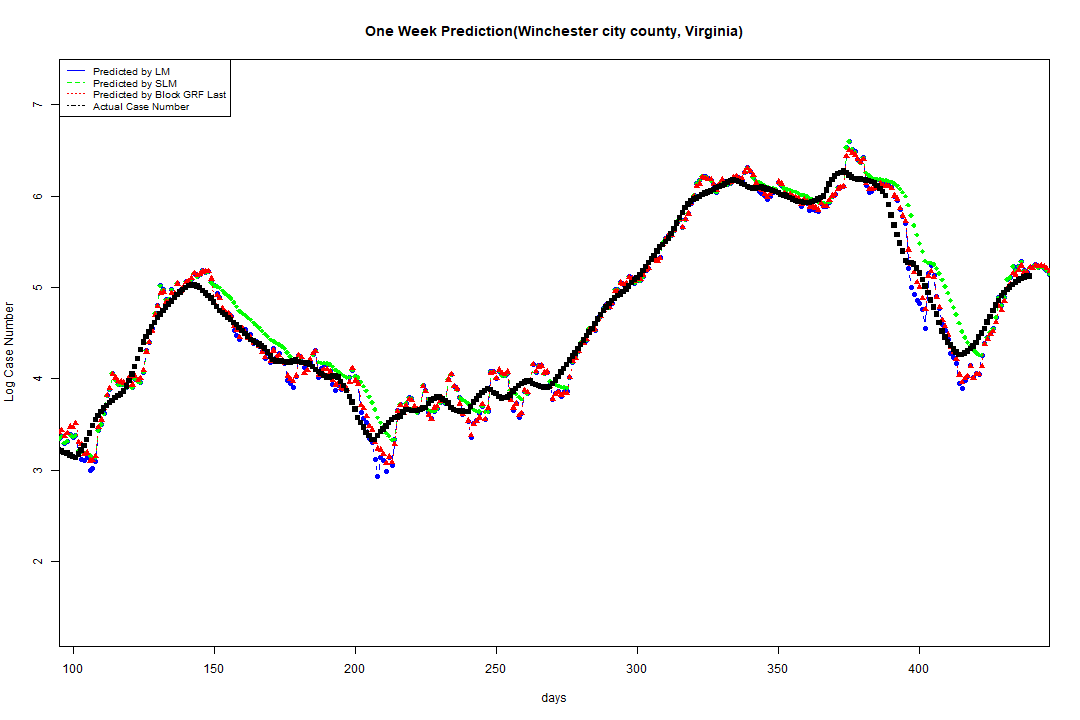 One Week Prediction(Winchester city county, Virginia)
Predicted by LM
Predicted by SLM
Predicted by Block GRF Last
Actual Case Number
7
6
5
4
3
2
Log Case Number
100 150 200 250 300 350 400
days